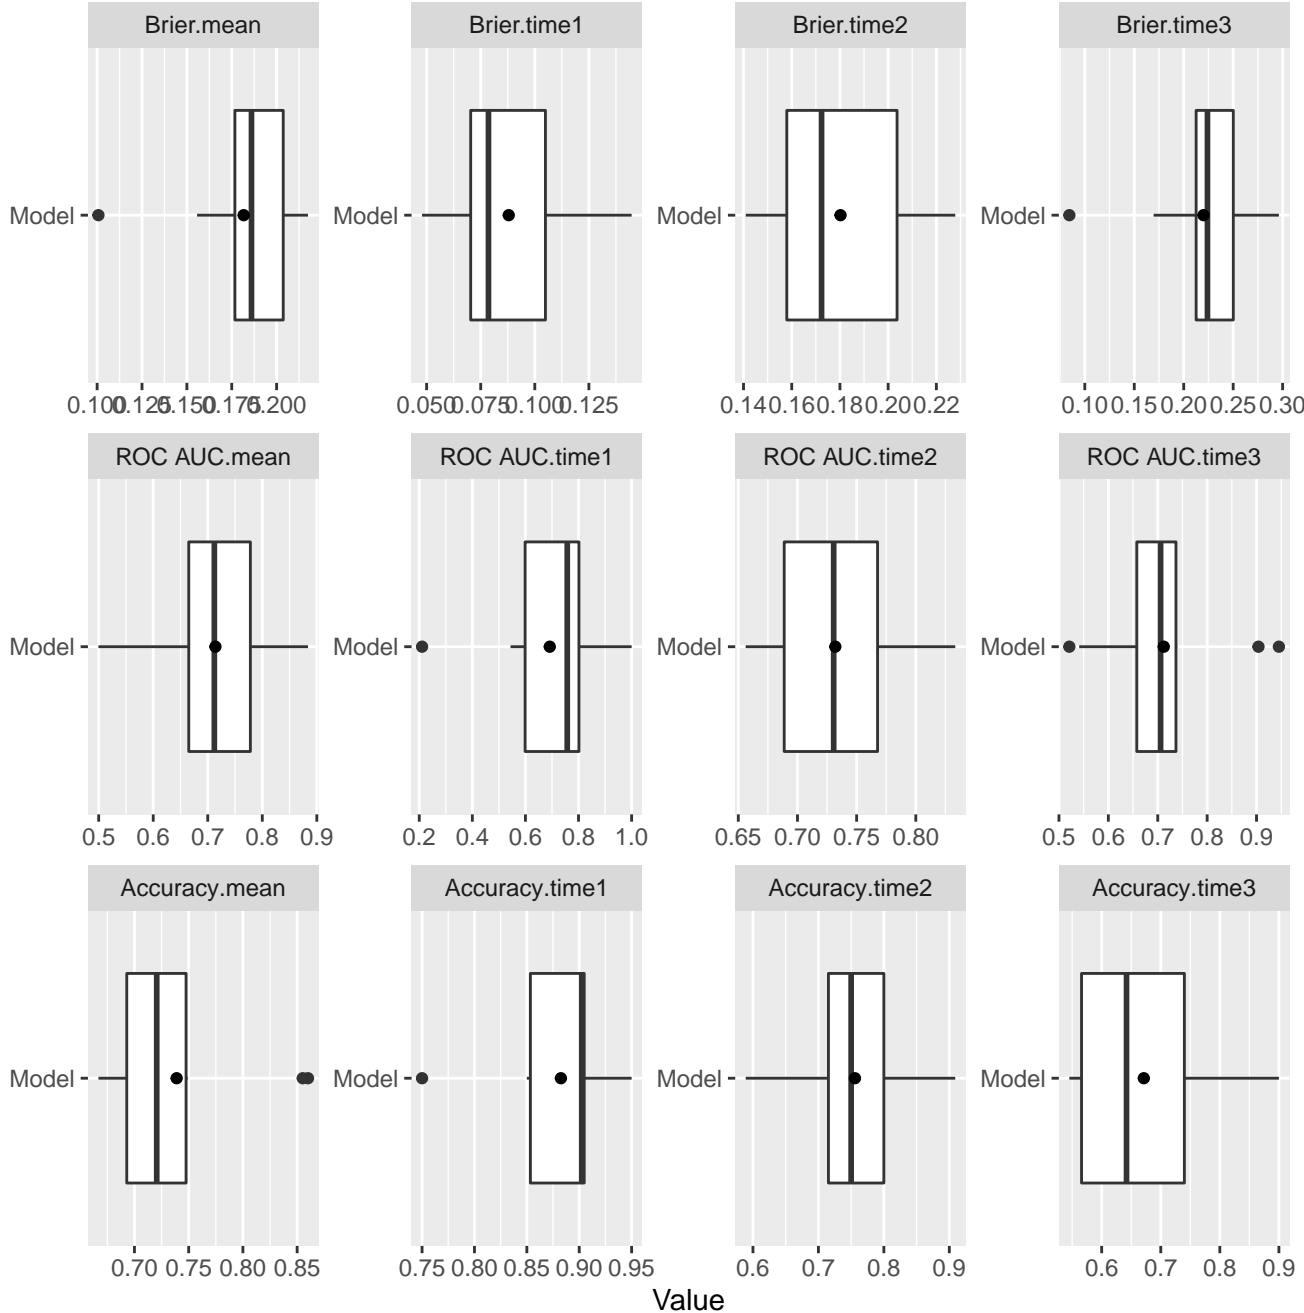 Brier.mean Brier.time1 Brier.time2 Brier.time3
Model Model Model Model
0.100 0.125 0.150 0.175 0.200 0.050 0.075 0.100 0.125 0.14 0.16 0.18 0.20 0.22 0.10 0.15 0.20 0.25 0.30
ROC AUC.mean ROC AUC.time1 ROC AUC.time2 ROC AUC.time3
Model Model Model Model
0.5 0.6 0.7 0.8 0.9 0.2 0.4 0.6 0.8 1.0 0.65 0.70 0.75 0.80 0.5 0.6 0.7 0.8 0.9
Accuracy.mean Accuracy.time1 Accuracy.time2 Accuracy.time3
Model Model Model Model
0.70 0.75 0.80 0.85 0.75 0.80 0.85 0.90 0.95 0.6 0.7 0.8 0.9 0.6 0.7 0.8 0.9
Value